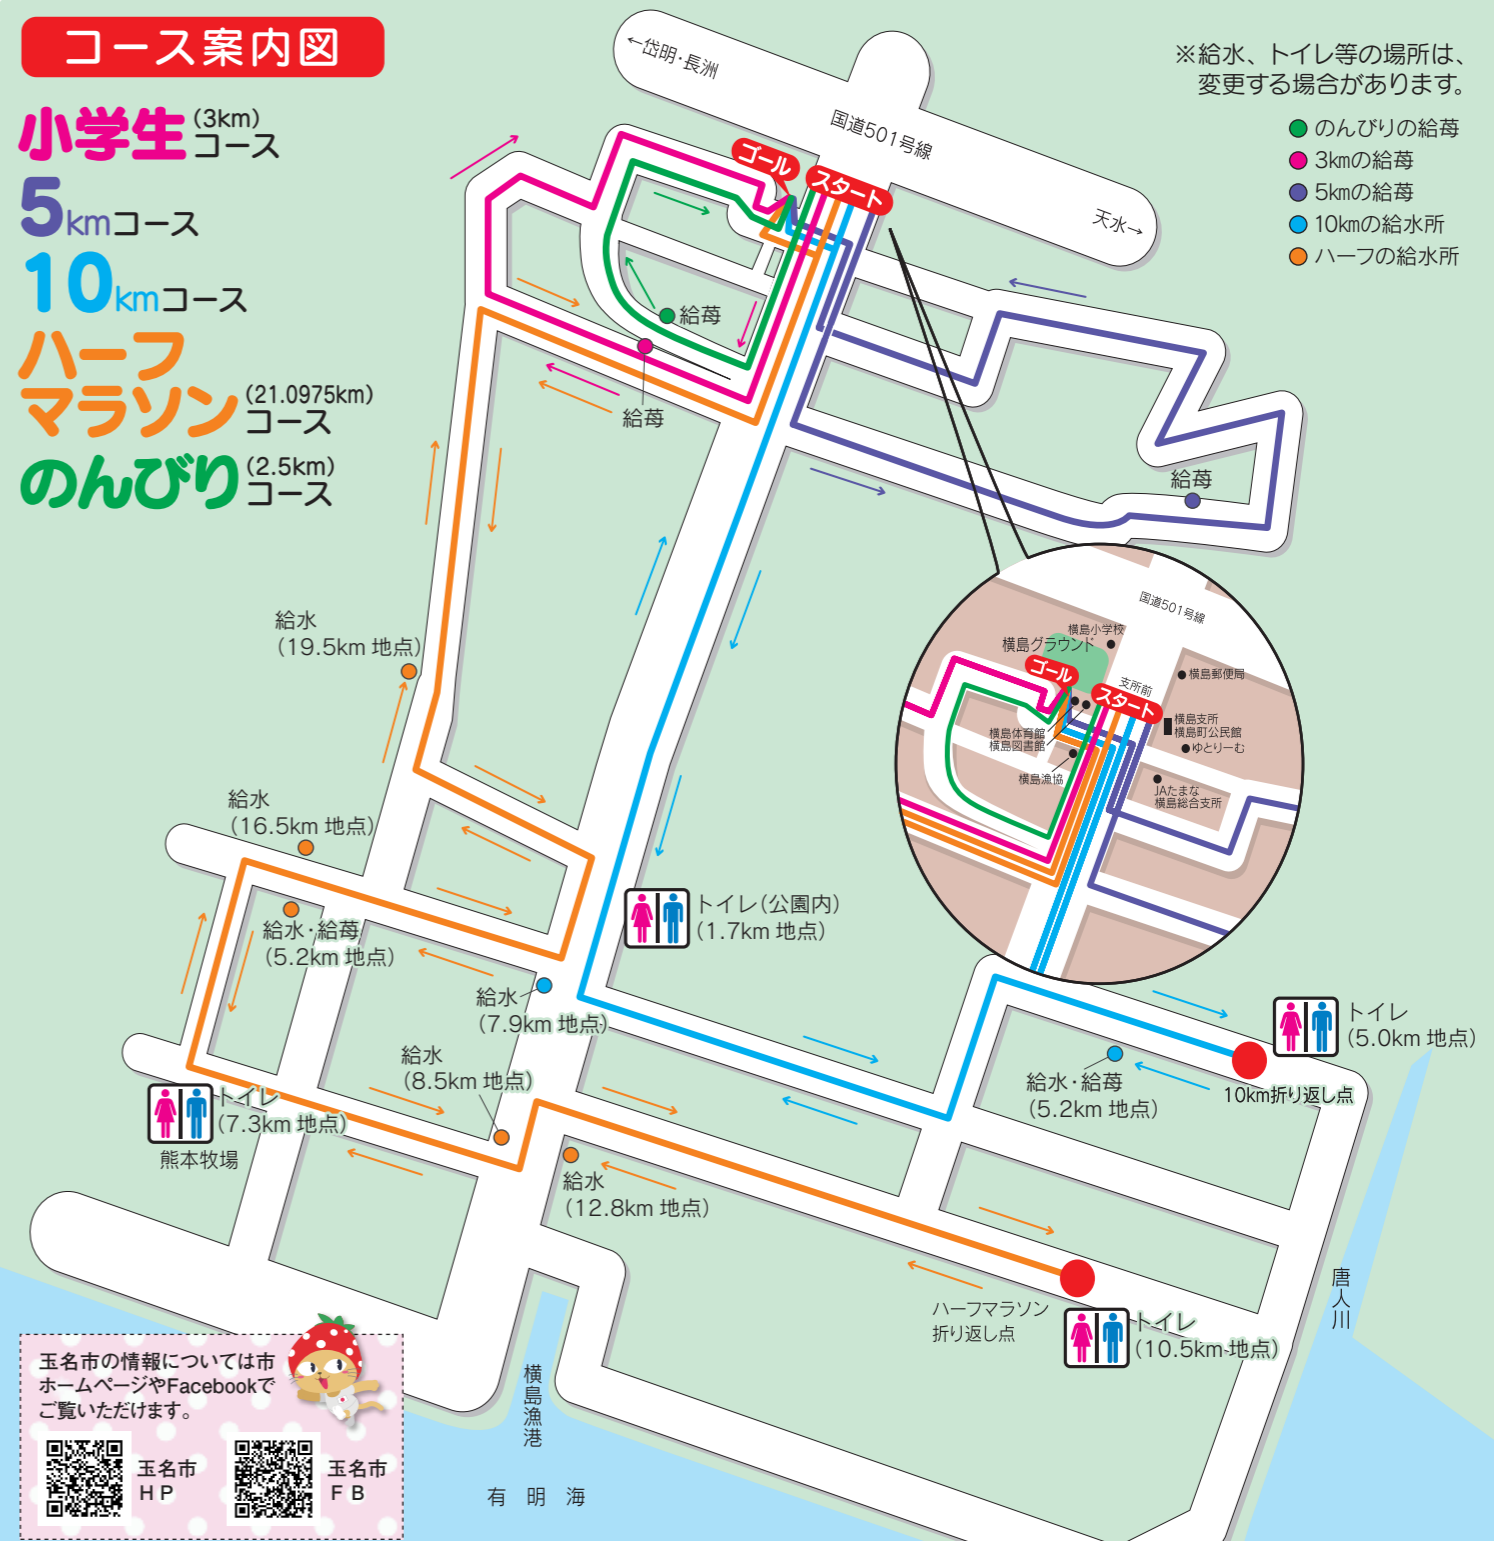 コース案内図
小学生(3km)コース
5kmコース
10kmコース
ハーフ
マラソン(21.0975km)コース
のんびり(2.5km)コース
※給水、トイレ等の場所は、
変更する場合があります。
のんびりの給苺
3kmの給苺
5kmの給苺
10kmの給水所
ハーフの給水所
←岱明・長洲
国道501号線
天水→
ゴール
スタート
給苺
給苺
給苺
国道501号線
横島小学校
横島グラウンド
ゴール
スタート
支所前
横島郵便局
横島支所
横島町公民館
ゆとりーむ
横島体育館
横島図書館
横島漁協
JAたまな
横島総合支所
給水
(19.5km 地点)
給水
(16.5km 地点)
給水・給苺
(5.2km 地点)
トイレ(公園内)
(1.7km 地点)
給水
(7.9km 地点)
給水
(8.5km 地点)
トイレ
(5.0km 地点)
給水・給苺
(5.2km 地点)
10km折り返し点
トイレ
(7.3km 地点)
熊本牧場
給水
(12.8km 地点)
ハーフマラソン
折り返し点
トイレ
(10.5km 地点)
唐人川
横島漁港
有明海
玉名市の情報については市
ホームページやFacebookで
ご覧いただけます。
玉名市
HP
玉名市
FB